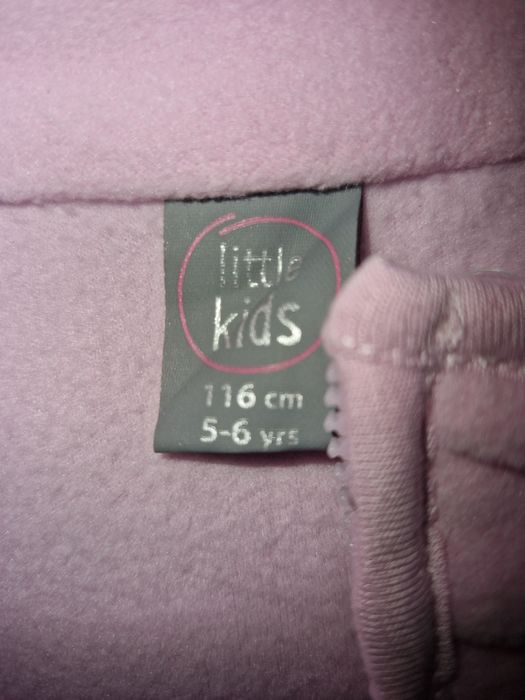 little
kids
116 cm
5-6 yrs